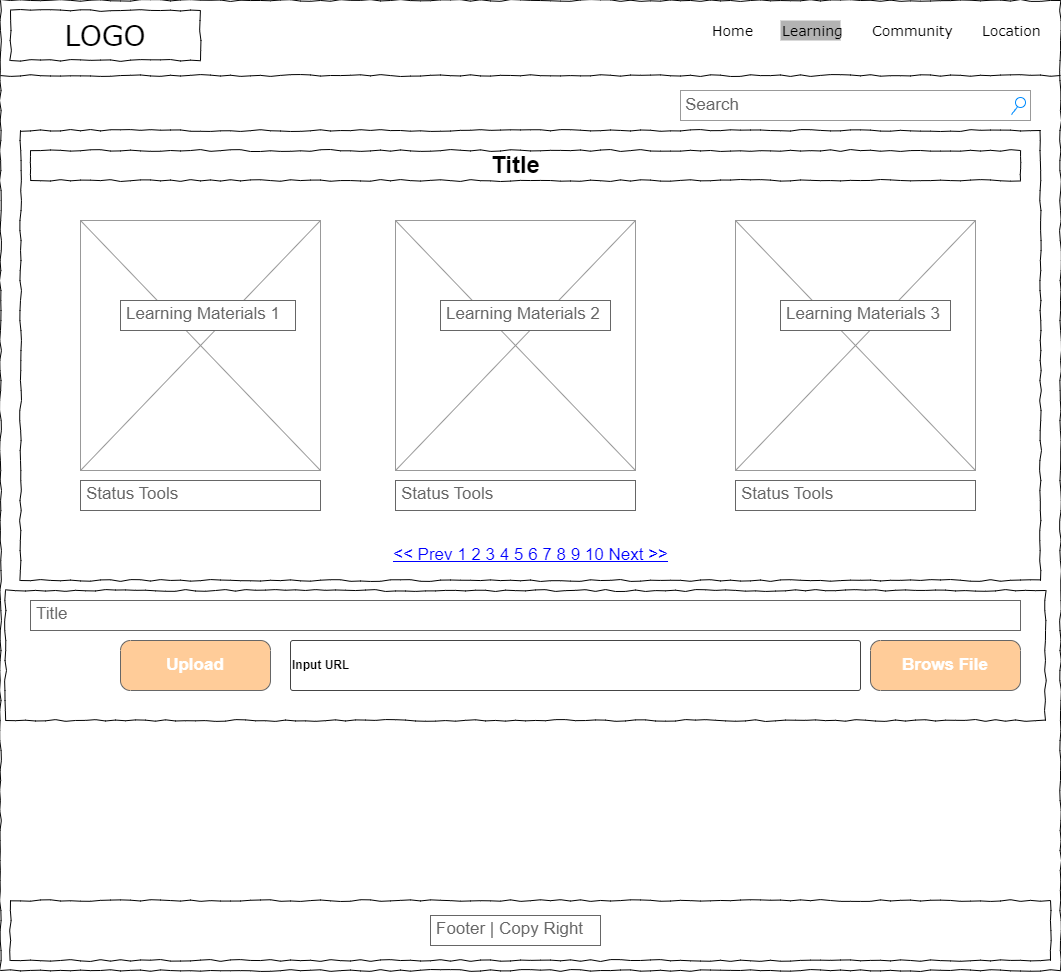 LOGO
Home Learning Community Location
Search
Title
Learning Materials 1
Learning Materials 2
Learning Materials 3
Status Tools
Status Tools
Status Tools
<< Prev 1 2 3 4 5 6 7 8 9 10 Next >>
Title
Upload
Input URL
Brows File
Footer | Copy Right